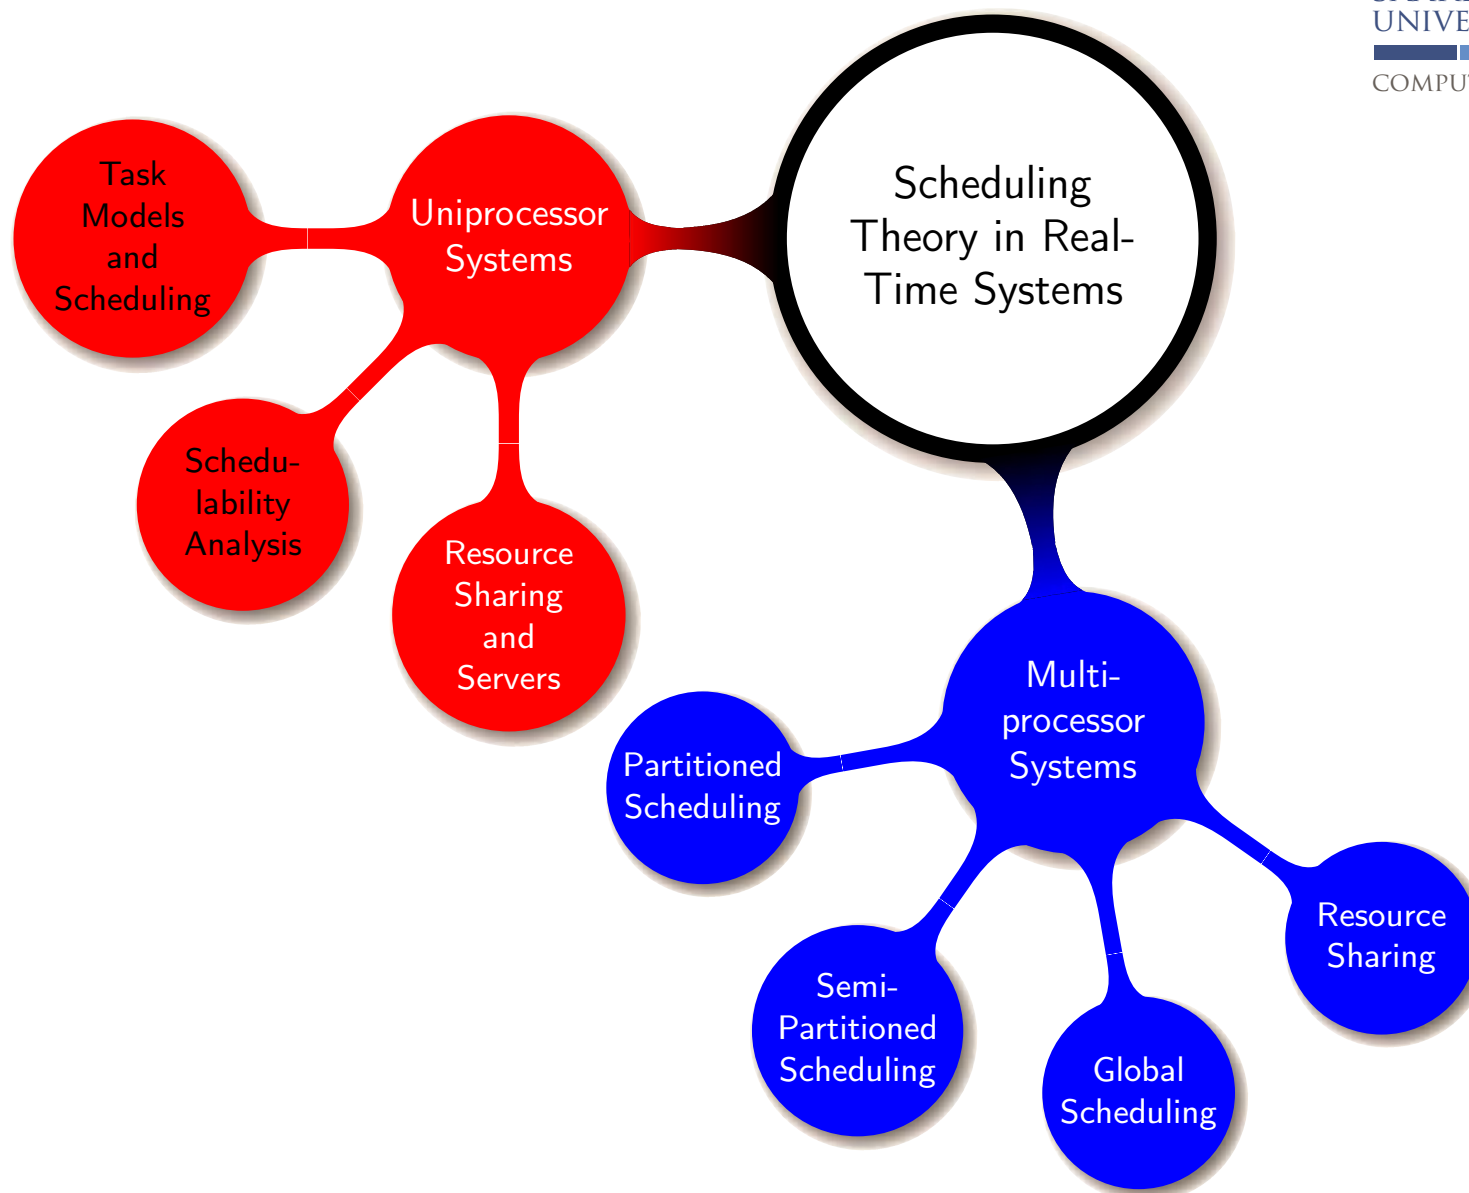 UNIVE
COMPU
Scheduling
Theory in Real-
Time Systems
Uniprocessor
Systems
Task
Models
and
Scheduling
Schedu-
lability
Analysis
Resource
Sharing
and
Servers
Multi-
processor
Systems
Partitioned
Scheduling
Semi-
Partitioned
Scheduling
Global
Scheduling
Resource
Sharing